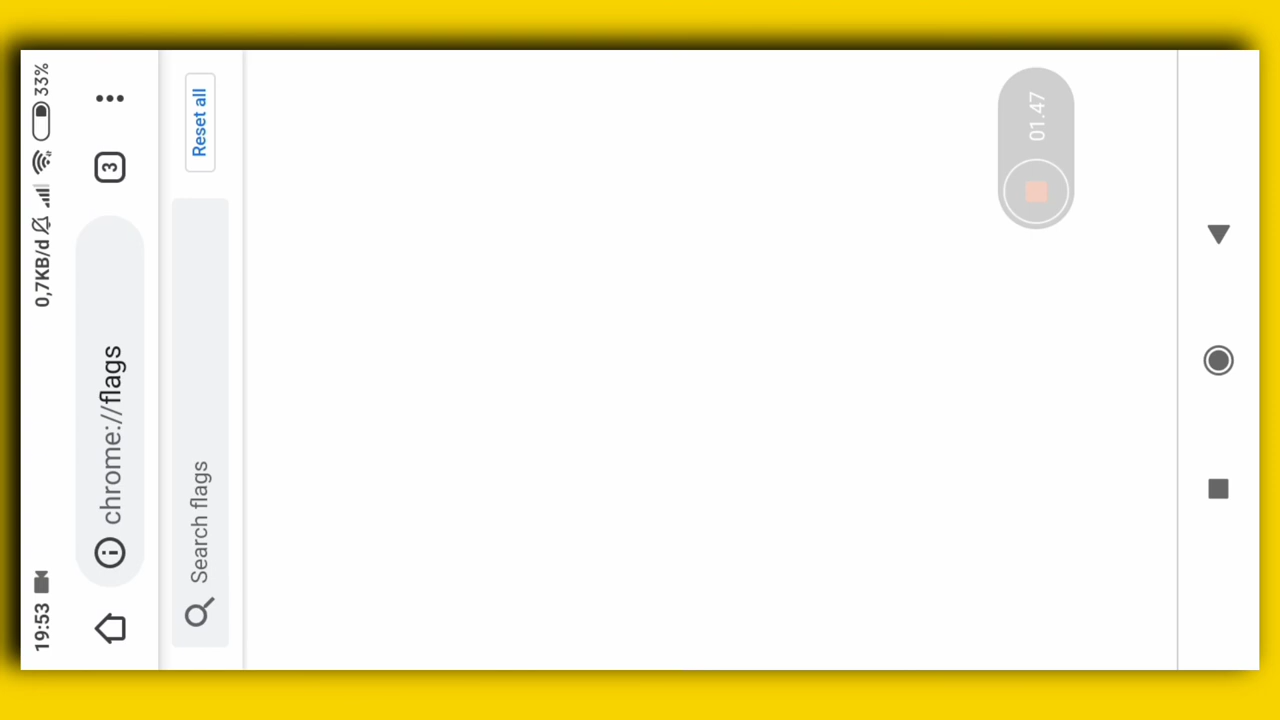 19:53
0,7KB/d
33%
chrome://flags
3
Search flags
Reset all
01.47